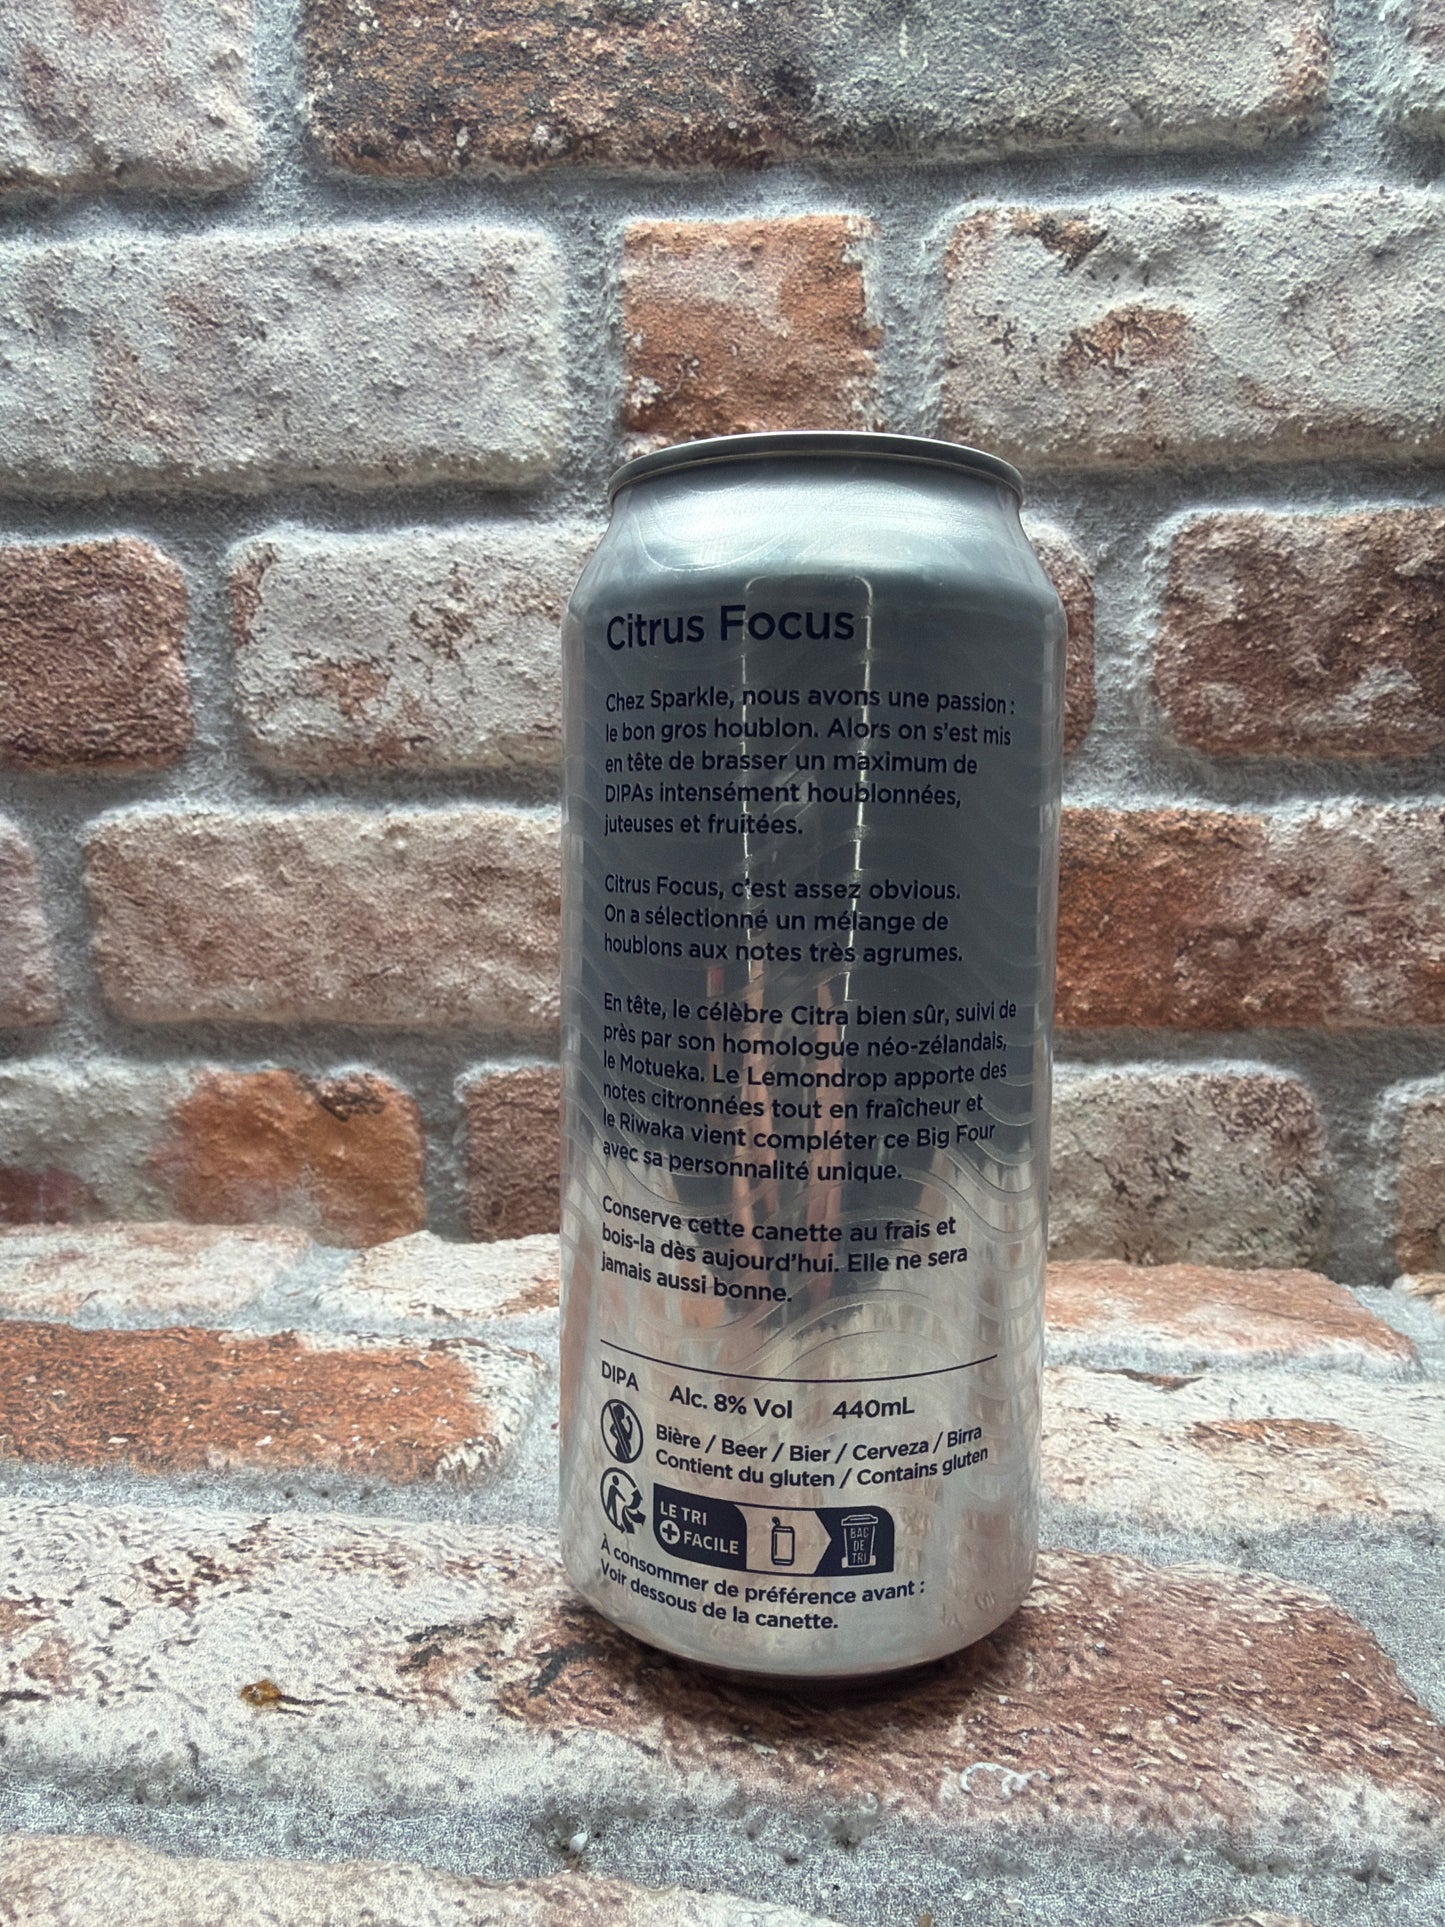 Citrus Focus
Chez Sparkle, nous avons une passion :
le bon gros houblon. Alors on s'est mis
en tête de brasser un maximum de
DIPAs intensément houblonnées,
juteuses et fruitées.
Citrus Focus, c'est assez obvious.
On a sélectionné un mélange de
houblons aux notes très agrumes.
En tête, le célèbre Citra bien sûr, suivi de
près par son homologue néo-zélandais,
le Motueka. Le Lemondrop apporte des
notes citronnées tout en fraîcheur et
le Riwaka vient compléter ce Big Four
avec sa personnalité unique.
Conserve cette canette au frais et
bois-la dès aujourd'hui. Elle ne sera
jamais aussi bonne.
DIPA Alc. 8% Vol 440mL
Bière / Beer / Bier / Cerveza / Birra
Contient du gluten / Contains gluten
LE TRI
+ FACILE
BAC
DE
TRI
À consommer de préférence avant :
Voir dessous de la canette.